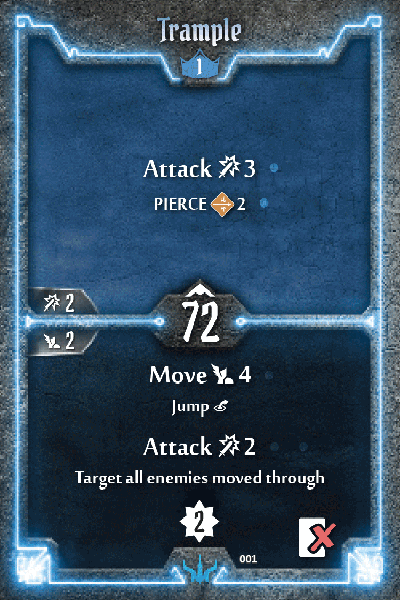 Trample
1
Attack 3
PIERCE 2
2
72
2
Move 4
Jump
Attack 2
Target all enemies moved through
2
001